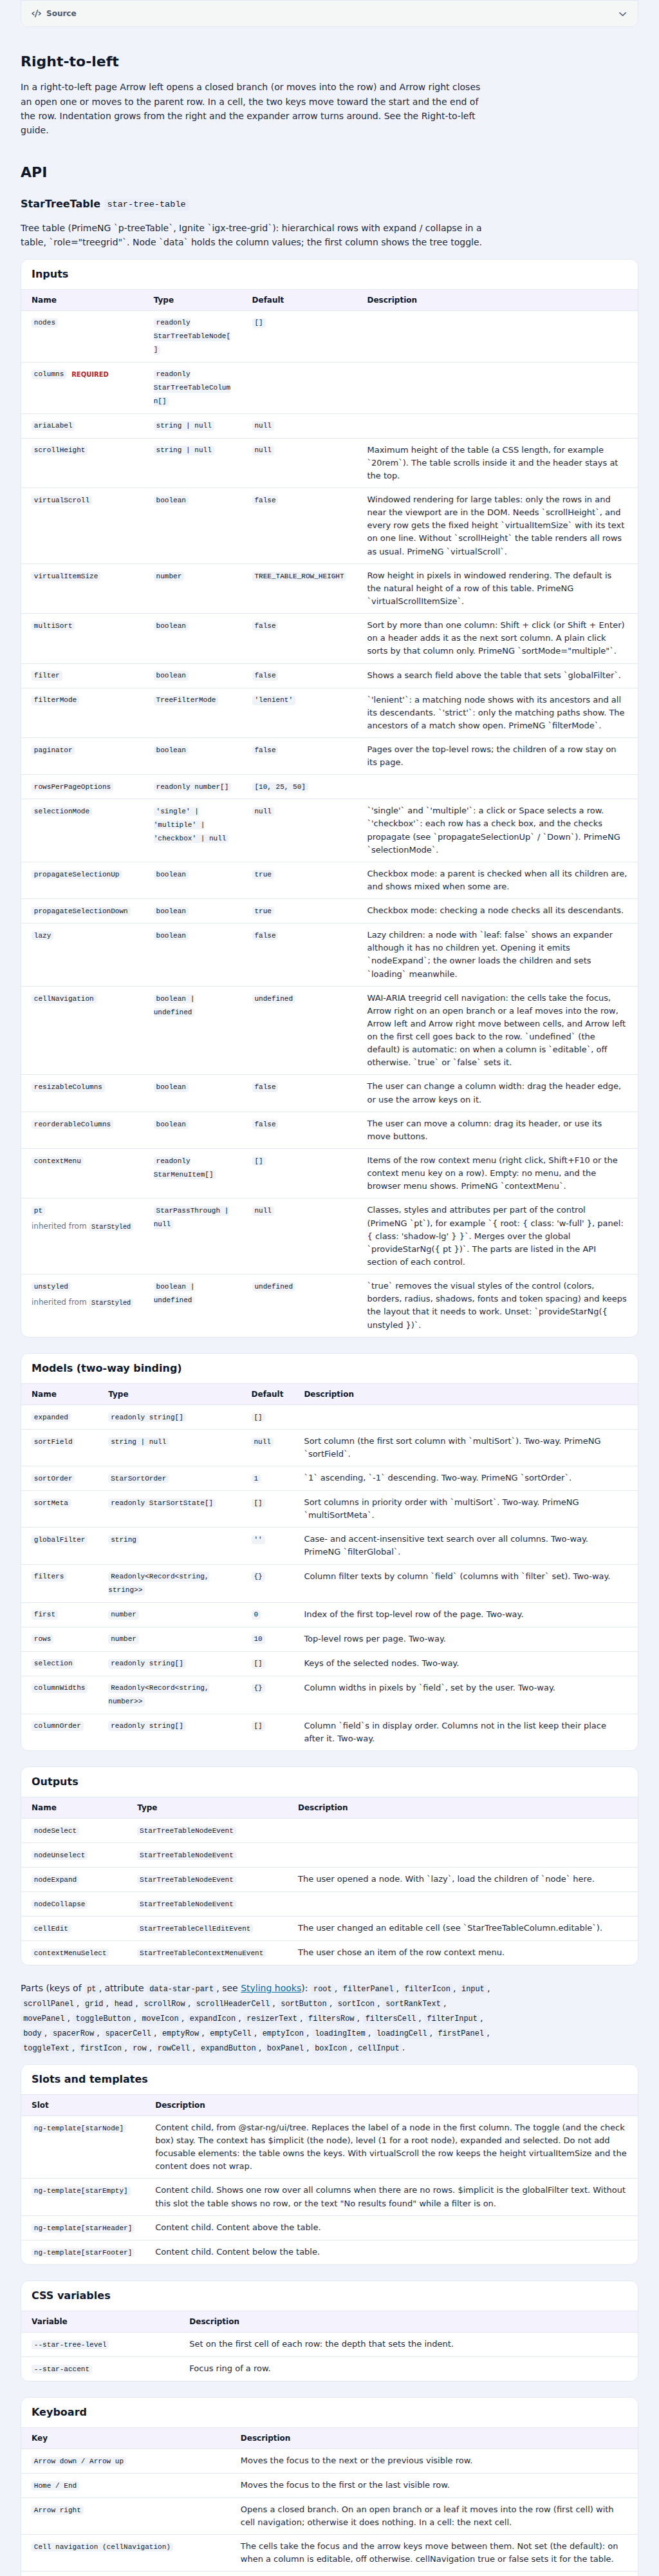 </> Source
Right-to-left
In a right-to-left page Arrow left opens a closed branch (or moves into the row) and Arrow right closes
an open one or moves to the parent row. In a cell, the two keys move toward the start and the end of
the row. Indentation grows from the right and the expander arrow turns around. See the Right-to-left
guide.
API
StarTreeTable star-tree-table
Tree table (PrimeNG `p-treeTable`, Ignite `igx-tree-grid`): hierarchical rows with expand / collapse in a
table, `role="treegrid"`. Node `data` holds the column values; the first column shows the tree toggle.
Inputs
Name Type Default Description
nodes readonly []
StarTreeTableNode[
]
columns REQUIRED readonly
StarTreeTableColum
n[]
ariaLabel string | null null
scrollHeight string | null null Maximum height of the table (a CSS length, for example
`20rem`). The table scrolls inside it and the header stays at
the top.
virtualScroll boolean false Windowed rendering for large tables: only the rows in and
near the viewport are in the DOM. Needs `scrollHeight`, and
every row gets the fixed height `virtualItemSize` with its text
on one line. Without `scrollHeight` the table renders all rows
as usual. PrimeNG `virtualScroll`.
virtualItemSize number TREE_TABLE_ROW_HEIGHT Row height in pixels in windowed rendering. The default is
the natural height of a row of this table. PrimeNG
`virtualScrollItemSize`.
multiSort boolean false Sort by more than one column: Shift + click (or Shift + Enter)
on a header adds it as the next sort column. A plain click
sorts by that column only. PrimeNG `sortMode="multiple"`.
filter boolean false Shows a search field above the table that sets `globalFilter`.
filterMode TreeFilterMode 'lenient' `'lenient'`: a matching node shows with its ancestors and all
its descendants. `'strict'`: only the matching paths show. The
ancestors of a match show open. PrimeNG `filterMode`.
paginator boolean false Pages over the top-level rows; the children of a row stay on
its page.
rowsPerPageOptions readonly number[] [10, 25, 50]
selectionMode 'single' | null `'single'` and `'multiple'`: a click or Space selects a row.
'multiple' | `'checkbox'`: each row has a check box, and the checks
'checkbox' | null propagate (see `propagateSelectionUp` / `Down`). PrimeNG
`selectionMode`.
propagateSelectionUp boolean true Checkbox mode: a parent is checked when all its children are,
and shows mixed when some are.
propagateSelectionDown boolean true Checkbox mode: checking a node checks all its descendants.
lazy boolean false Lazy children: a node with `leaf: false` shows an expander
although it has no children yet. Opening it emits
`nodeExpand`; the owner loads the children and sets
`loading` meanwhile.
cellNavigation boolean | undefined WAI-ARIA treegrid cell navigation: the cells take the focus,
undefined Arrow right on an open branch or a leaf moves into the row,
Arrow left and Arrow right move between cells, and Arrow left
on the first cell goes back to the row. `undefined` (the
default) is automatic: on when a column is `editable`, off
otherwise. `true` or `false` sets it.
resizableColumns boolean false The user can change a column width: drag the header edge,
or use the arrow keys on it.
reorderableColumns boolean false The user can move a column: drag its header, or use its
move buttons.
contextMenu readonly [] Items of the row context menu (right click, Shift+F10 or the
StarMenuItem[] context menu key on a row). Empty: no menu, and the
browser menu shows. PrimeNG `contextMenu`.
pt StarPassThrough | null Classes, styles and attributes per part of the control
inherited from StarStyled null (PrimeNG `pt`), for example `{ root: { class: 'w-full' }, panel:
{ class: 'shadow-lg' } }`. Merges over the global
`provideStarNg({ pt })`. The parts are listed in the API
section of each control.
unstyled boolean | undefined `true` removes the visual styles of the control (colors,
inherited from StarStyled undefined borders, radius, shadows, fonts and token spacing) and keeps
the layout that it needs to work. Unset: `provideStarNg({
unstyled })`.
Models (two-way binding)
Name Type Default Description
expanded readonly string[] []
sortField string | null null Sort column (the first sort column with `multiSort`). Two-way. PrimeNG
`sortField`.
sortOrder StarSortOrder 1 `1` ascending, `-1` descending. Two-way. PrimeNG `sortOrder`.
sortMeta readonly StarSortState[] [] Sort columns in priority order with `multiSort`. Two-way. PrimeNG
`multiSortMeta`.
globalFilter string '' Case- and accent-insensitive text search over all columns. Two-way.
PrimeNG `filterGlobal`.
filters Readonly<Record<string, {} Column filter texts by column `field` (columns with `filter` set). Two-way.
string>>
first number 0 Index of the first top-level row of the page. Two-way.
rows number 10 Top-level rows per page. Two-way.
selection readonly string[] [] Keys of the selected nodes. Two-way.
columnWidths Readonly<Record<string, {} Column widths in pixels by `field`, set by the user. Two-way.
number>>
columnOrder readonly string[] [] Column `field`s in display order. Columns not in the list keep their place
after it. Two-way.
Outputs
Name Type Description
nodeSelect StarTreeTableNodeEvent
nodeUnselect StarTreeTableNodeEvent
nodeExpand StarTreeTableNodeEvent The user opened a node. With `lazy`, load the children of `node` here.
nodeCollapse StarTreeTableNodeEvent
cellEdit StarTreeTableCellEditEvent The user changed an editable cell (see `StarTreeTableColumn.editable`).
contextMenuSelect StarTreeTableContextMenuEvent The user chose an item of the row context menu.
Parts (keys of pt, attribute data-star-part, see Styling hooks): root, filterPanel, filterIcon, input,
scrollPanel, grid, head, scrollRow, scrollHeaderCell, sortButton, sortIcon, sortRankText,
movePanel, toggleButton, moveIcon, expandIcon, resizerText, filtersRow, filtersCell, filterInput,
body, spacerRow, spacerCell, emptyRow, emptyCell, emptyIcon, loadingItem, loadingCell, firstPanel,
toggleText, firstIcon, row, rowCell, expandButton, boxPanel, boxIcon, cellInput.
Slots and templates
Slot Description
ng-template[starNode] Content child, from @star-ng/ui/tree. Replaces the label of a node in the first column. The toggle (and the check
box) stay. The context has $implicit (the node), level (1 for a root node), expanded and selected. Do not add
focusable elements: the table owns the keys. With virtualScroll the row keeps the height virtualItemSize and the
content does not wrap.
ng-template[starEmpty] Content child. Shows one row over all columns when there are no rows. $implicit is the globalFilter text. Without
this slot the table shows no row, or the text "No results found" while a filter is on.
ng-template[starHeader] Content child. Content above the table.
ng-template[starFooter] Content child. Content below the table.
CSS variables
Variable Description
--star-tree-level Set on the first cell of each row: the depth that sets the indent.
--star-accent Focus ring of a row.
Keyboard
Key Description
Arrow down / Arrow up Moves the focus to the next or the previous visible row.
Home / End Moves the focus to the first or the last visible row.
Arrow right Opens a closed branch. On an open branch or a leaf it moves into the row (first cell) with
cell navigation; otherwise it does nothing. In a cell: the next cell.
Cell navigation (cellNavigation) The cells take the focus and the arrow keys move between them. Not set (the default): on
when a column is editable, off otherwise. cellNavigation true or false sets it for the table.